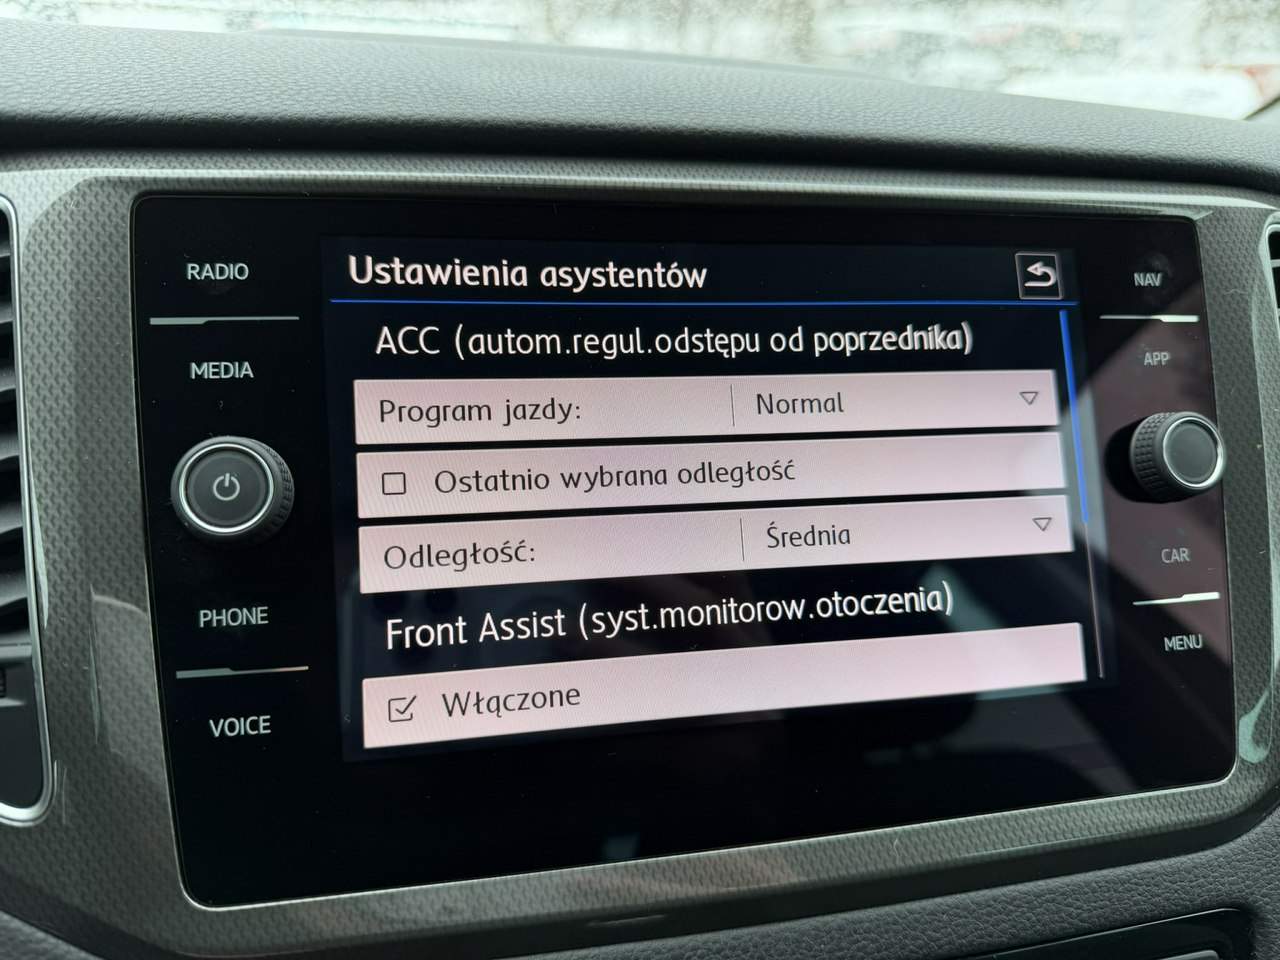 RADIO
MEDIA
PHONE
VOICE
Ustawienia asystentów
ACC (autom.regul.odstępu od poprzednika)
Program jazdy: Normal
Ostatnio wybrana odległość
Odległość: Średnia
Front Assist (syst.monitorow.otoczenia)
Włączone
NAV
APP
CAR
MENU